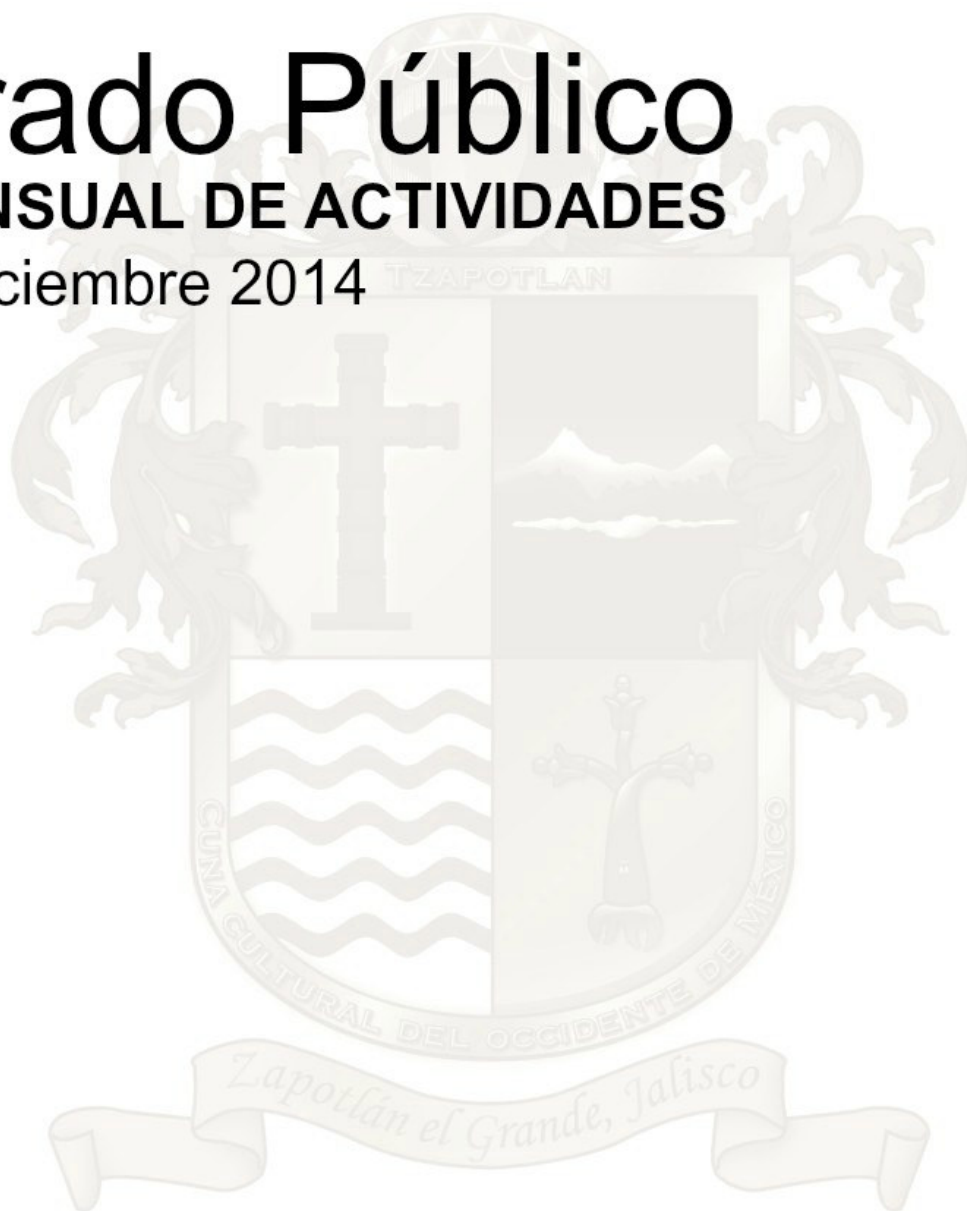 rado Público
NSUAL DE ACTIVIDADES
ciembre 2014
TZAPOTLAN
CUNA CULTURAL DEL OCCIDENTE DE MÉXICO
Zapotlán el Grande, Jalisco